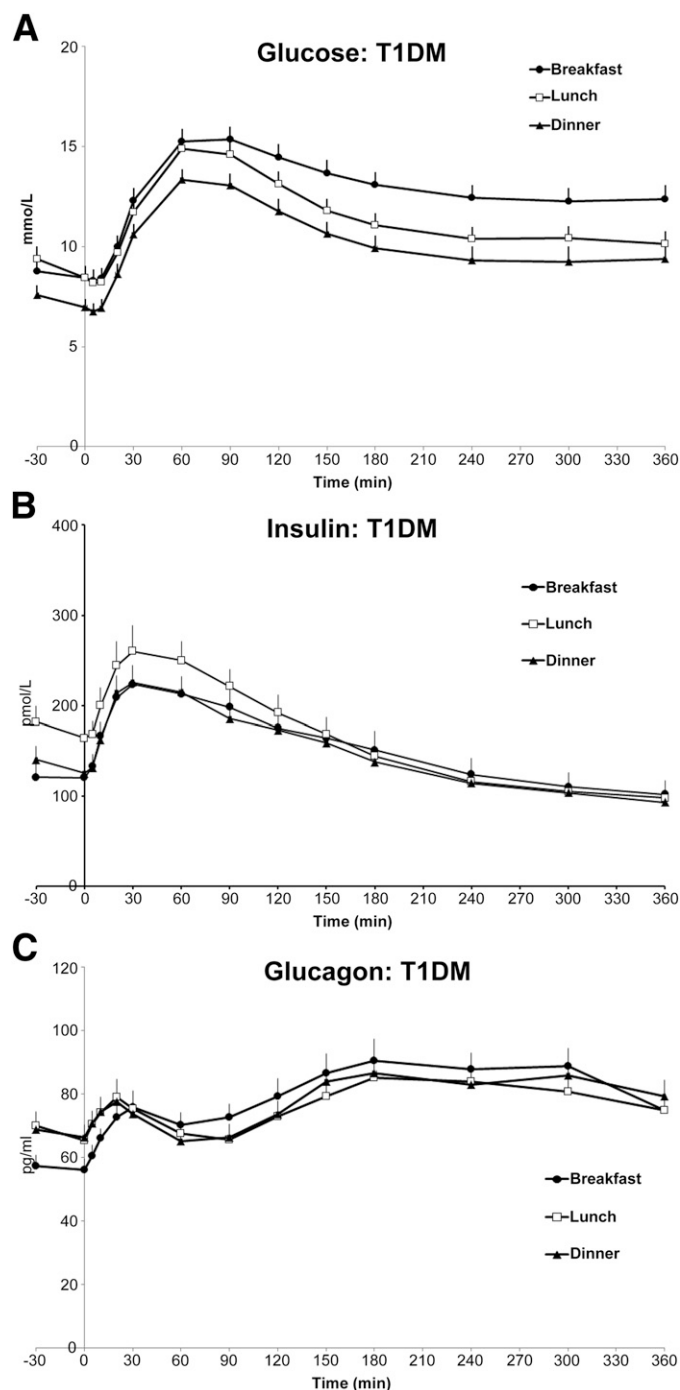 A
Glucose: T1DM
20
15
10
5
0
mmo/L
Breakfast
Lunch
Dinner
-30 0 30 60 90 120 150 180 210 240 270 300 330 360
Time (min)
B
Insulin: T1DM
400
300
200
100
0
pmol/L
Breakfast
Lunch
Dinner
-30 0 30 60 90 120 150 180 210 240 270 300 330 360
Time (min)
C
Glucagon: T1DM
120
100
80
60
40
20
0
pg/ml
Breakfast
Lunch
Dinner
-30 0 30 60 90 120 150 180 210 240 270 300 330 360
Time (min)